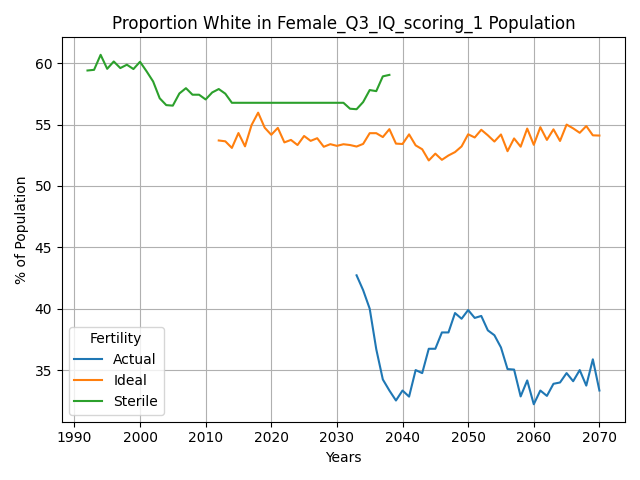 Proportion White in Female_Q3_IQ_scoring_1 Population
% of Population
60
55
50
45
40
35
Fertility
Actual
Ideal
Sterile
1990 2000 2010 2020 2030 2040 2050 2060 2070
Years